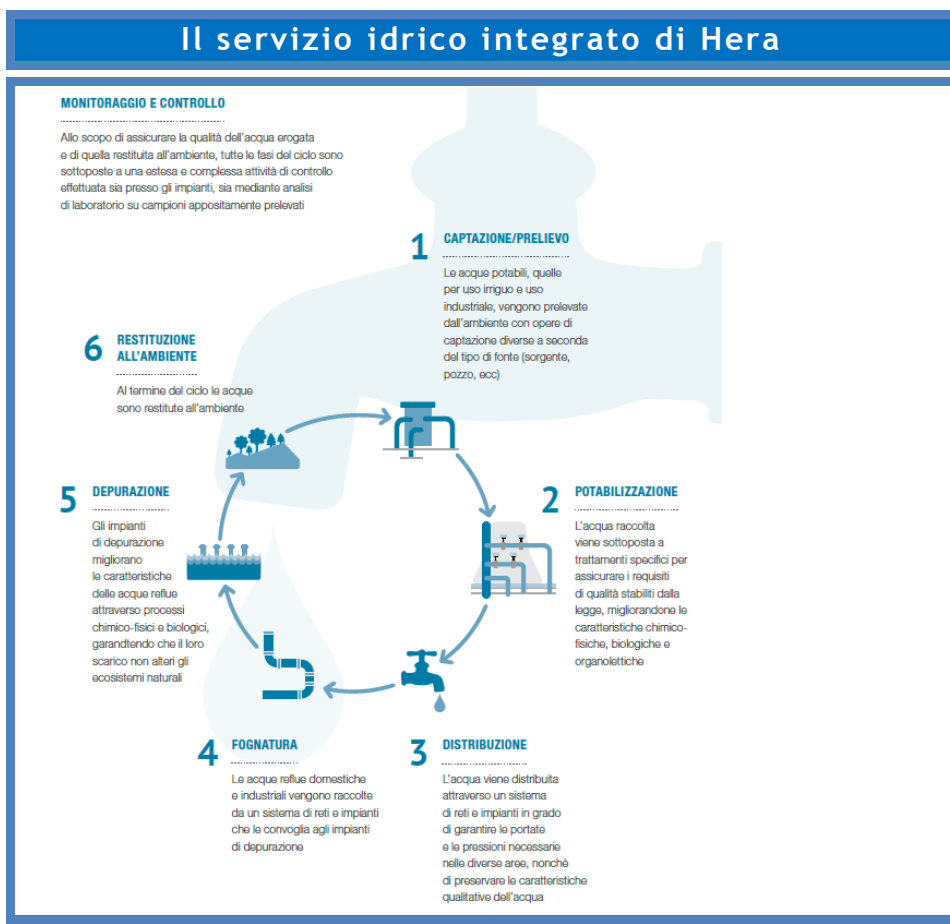 Il servizio idrico integrato di Hera
MONITORAGGIO E CONTROLLO
Allo scopo di assicurare la qualità dell'acqua erogata
e di quella restituita all'ambiente, tutte le fasi del ciclo sono
sottoposte a una estesa e complessa attività di controllo
effettuata sia presso gli impianti, sia mediante analisi
di laboratorio su campioni appositamente prelevati
1 CAPTAZIONE/PRELIEVO
Le acque potabili, quelle
per uso irriguo e uso
industriale, vengono prelevate
dall'ambiente con opere di
captazione diverse a seconda
del tipo di fonte (sorgente,
pozzo, ecc)
2 POTABILIZZAZIONE
L'acqua raccolta
viene sottoposta a
trattamenti specifici per
assicurare i requisiti
di qualità stabiliti dalla
legge, migliorandone le
caratteristiche chimico-
fisiche, biologiche e
organolettiche
3 DISTRIBUZIONE
L'acqua viene distribuita
attraverso un sistema
di reti e impianti in grado
di garantire le portate
e le pressioni necessarie
nelle diverse aree, nonchè
di preservare le caratteristiche
qualitative dell'acqua
4 FOGNATURA
Le acque reflue domestiche
e industriali vengono raccolte
da un sistema di reti e impianti
che le convoglia agli impianti
di depurazione
5 DEPURAZIONE
Gli impianti
di depurazione
migliorano
le caratteristiche
delle acque reflue
attraverso processi
chimico-fisici e biologici,
garandtendo che il loro
scarico non alteri gli
ecosistemi naturali
6 RESTITUZIONE
ALL'AMBIENTE
Al termine del ciclo le acque
sono restitute all'ambiente